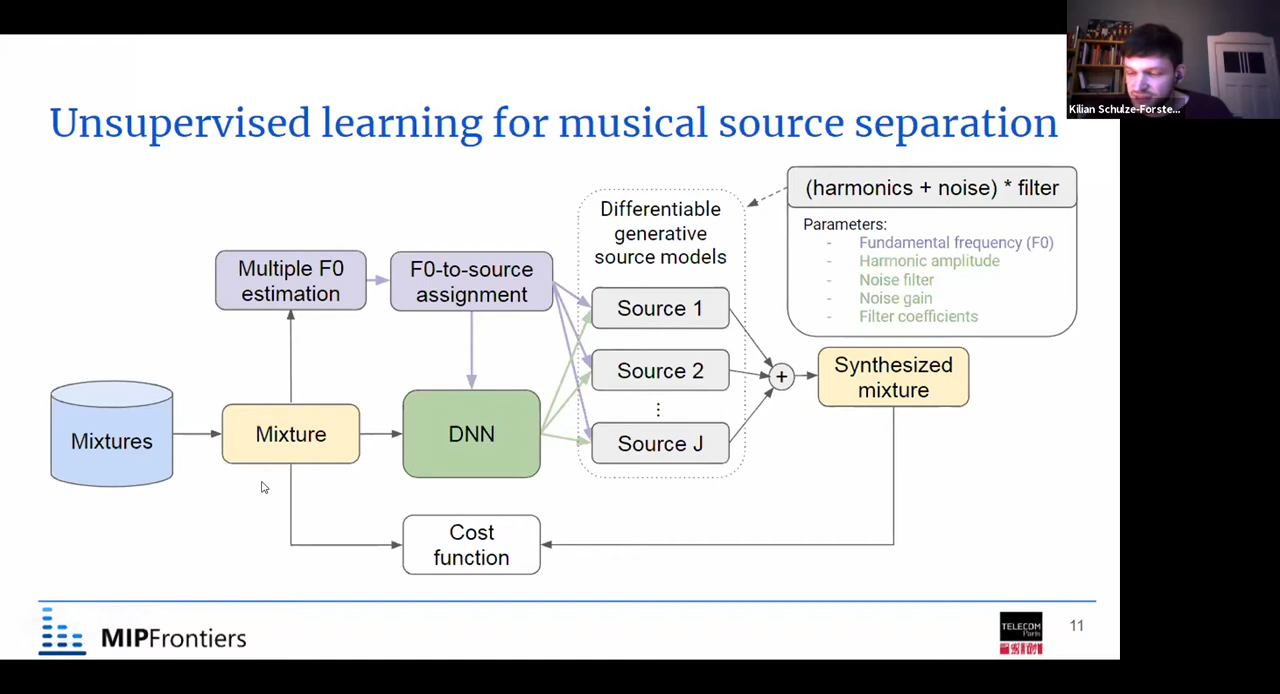 Kilian Schulze-Forste...
Unsupervised learning for musical source separation
(harmonics + noise) * filter
Parameters:
- Fundamental frequency (F0)
- Harmonic amplitude
- Noise filter
- Noise gain
- Filter coefficients
Differentiable
generative
source models
Multiple F0
estimation
F0-to-source
assignment
Source 1
Source 2
⋮
Source J
+
Synthesized
mixture
Mixtures
Mixture
DNN
Cost
function
MIPFrontiers
TELECOM
Paris
11